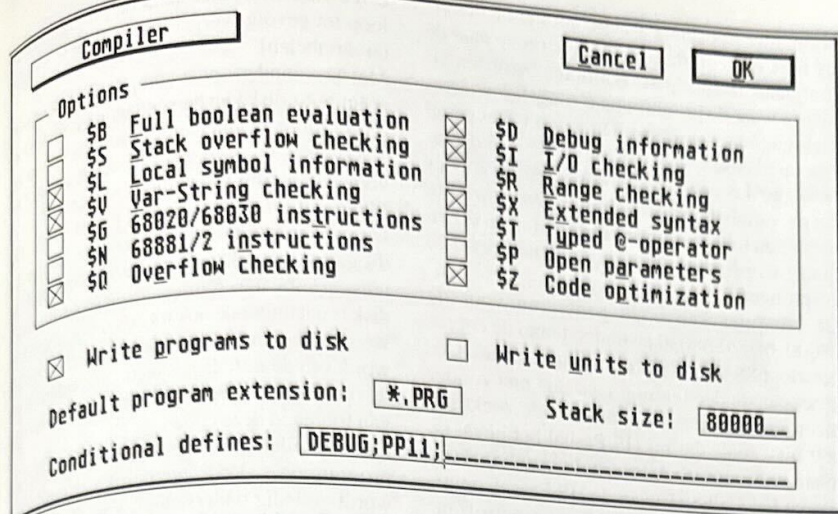 Compiler
Cancel
OK
Options
$B Full boolean evaluation
$S Stack overflow checking
$L Local symbol information
$V Var-String checking
$G 68020/68030 instructions
$N 68881/2 instructions
$Q Overflow checking
$D Debug information
$I I/O checking
$R Range checking
$X Extended syntax
$T Typed @-operator
$P Open parameters
$Z Code optimization
Write programs to disk
Write units to disk
Default program extension: *.PRG
Stack size: 80000__
Conditional defines: DEBUG;PP11;